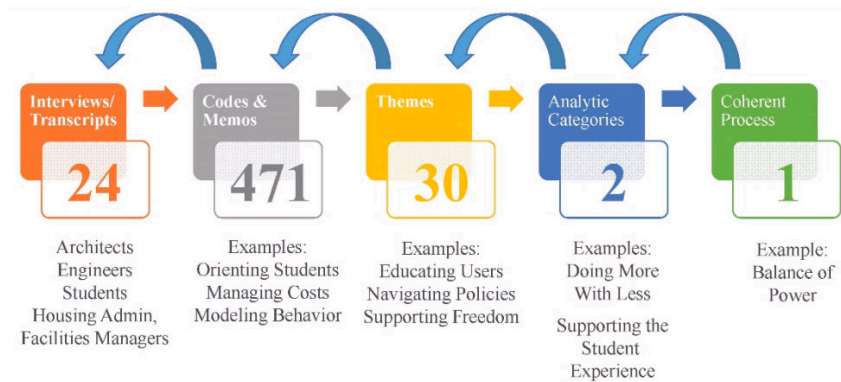 Interviews/
Transcripts
24
Architects
Engineers
Students
Housing Admin,
Facilities Managers
Codes &
Memos
471
Examples:
Orienting Students
Managing Costs
Modeling Behavior
Themes
30
Examples:
Educating Users
Navigating Policies
Supporting Freedom
Analytic
Categories
2
Examples:
Doing More
With Less
Supporting the
Student
Experience
Coherent
Process
1
Example:
Balance of
Power